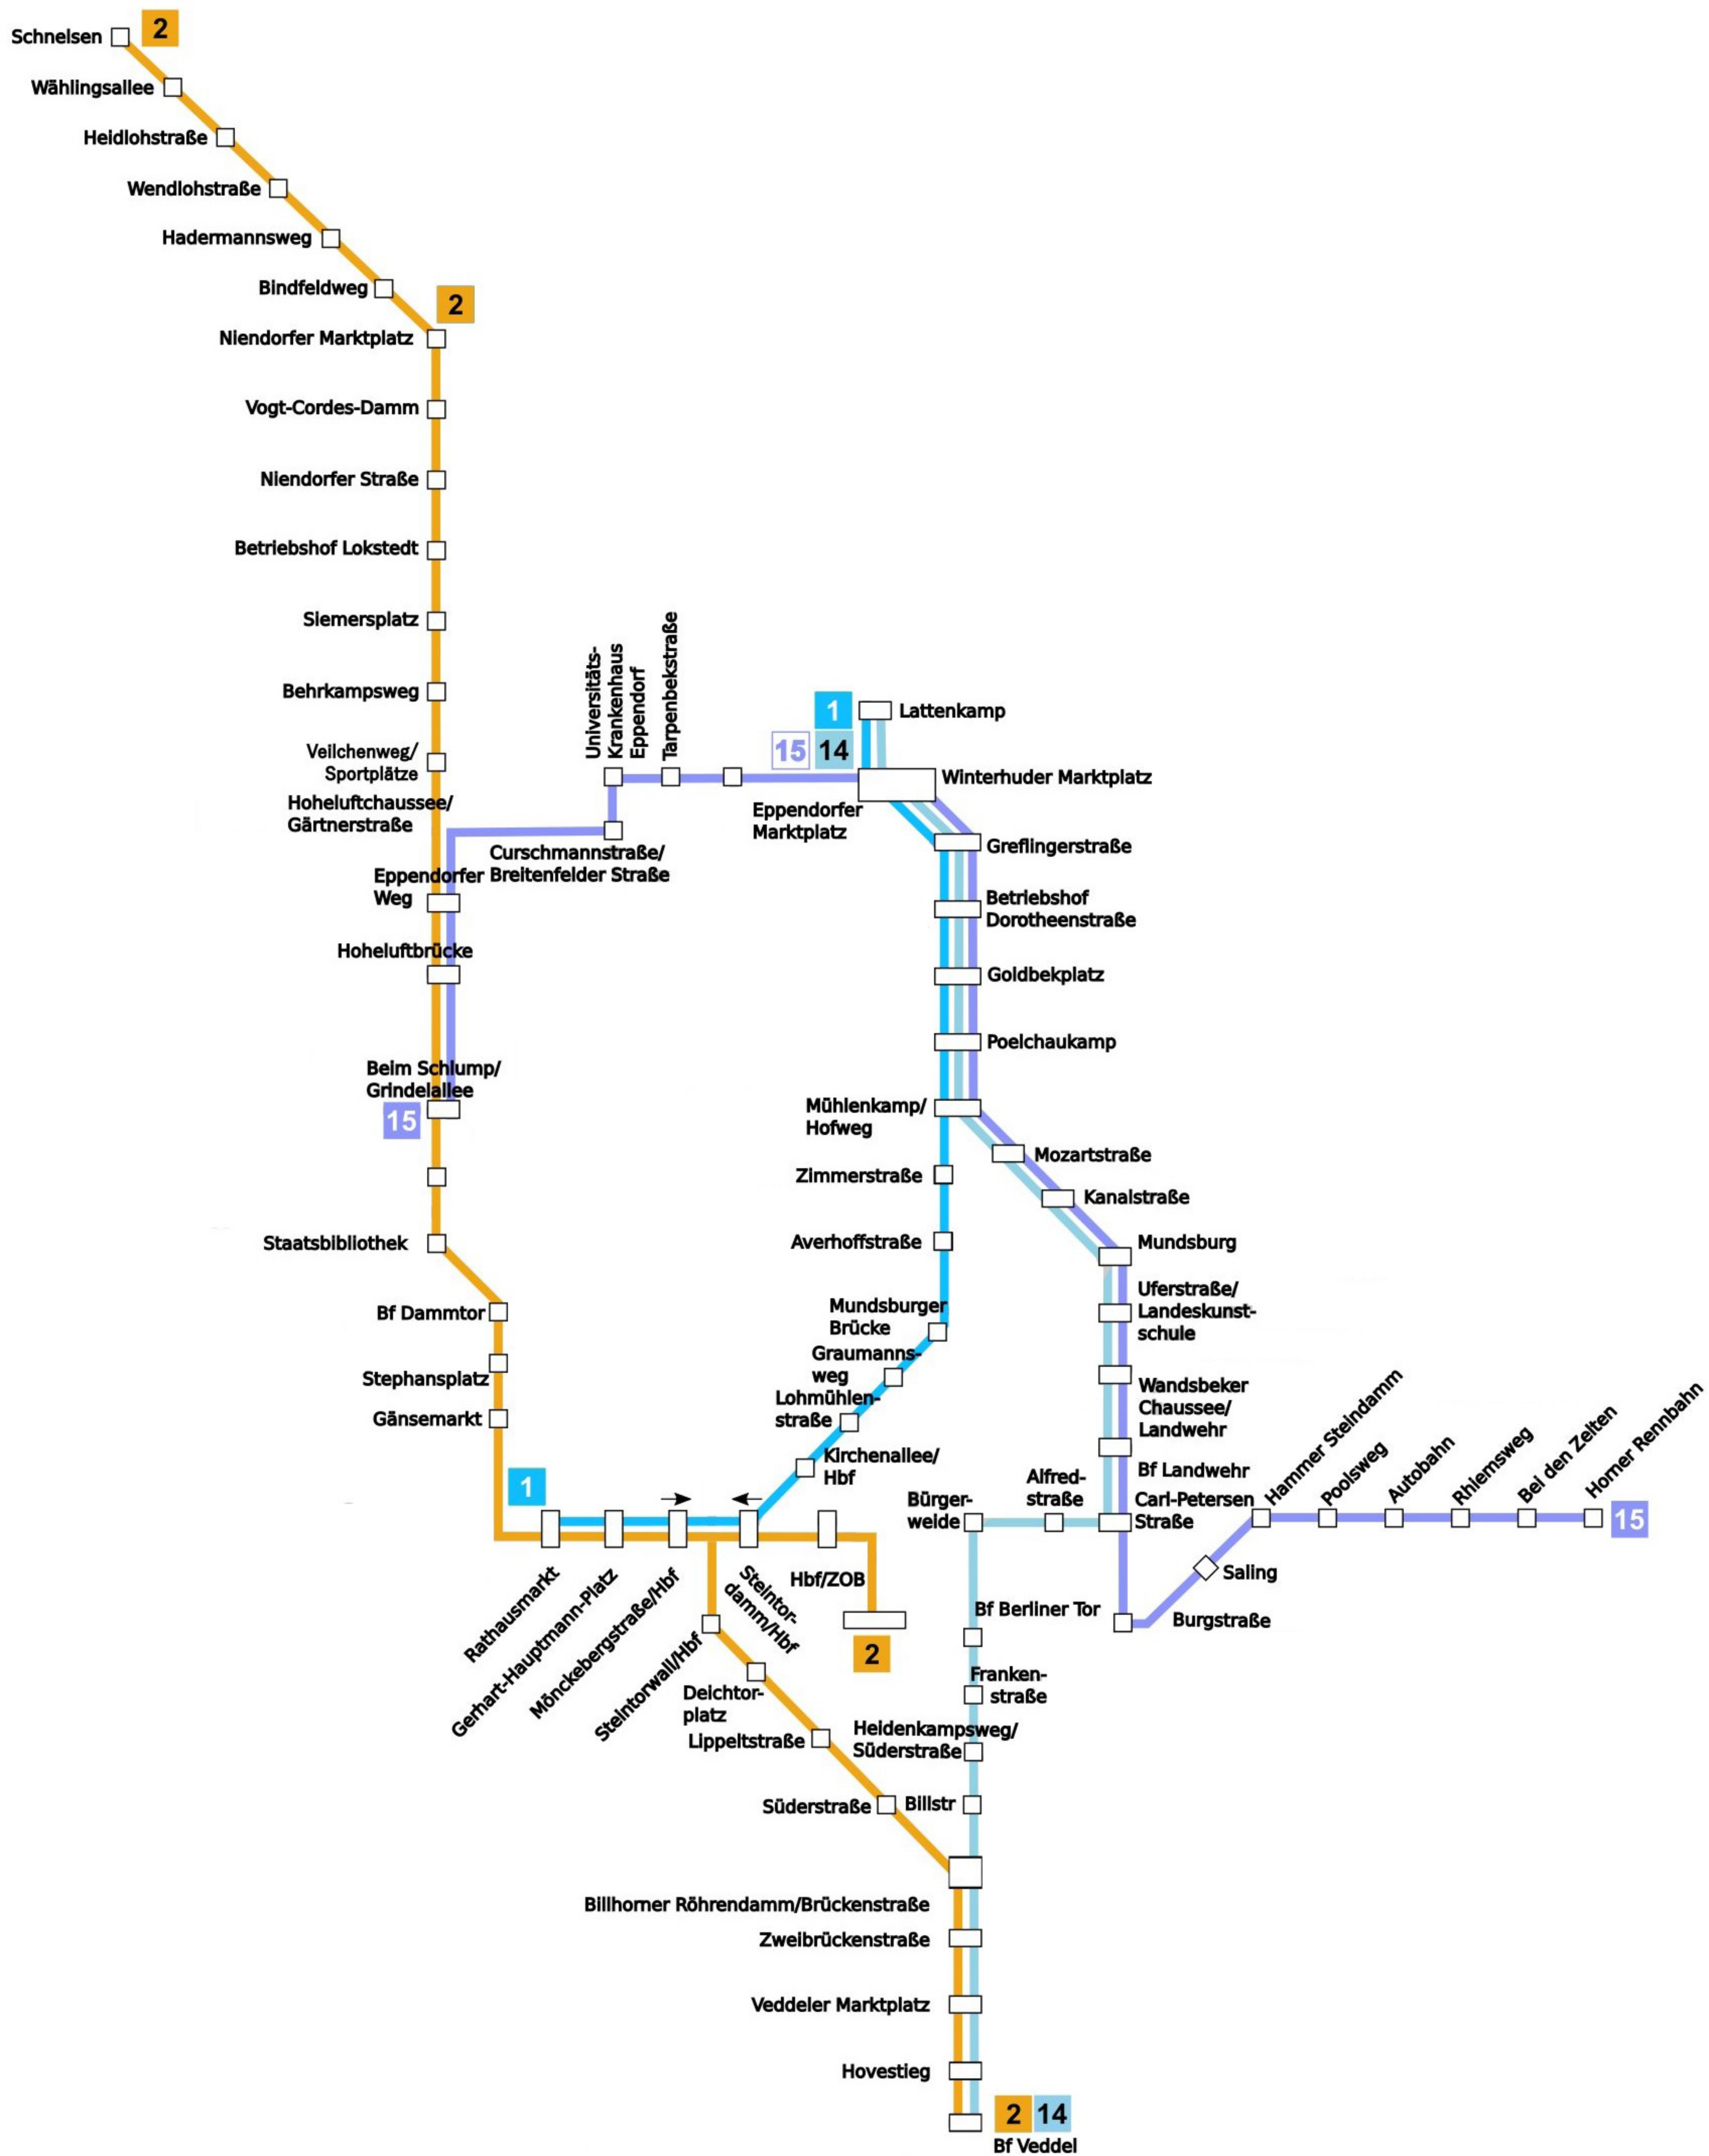 Schnelsen
2
Wählingsallee
Heidlohstraße
Wendlohstraße
Hadermannsweg
Bindfeldweg
2
Niendorfer Marktplatz
Vogt-Cordes-Damm
Niendorfer Straße
Betriebshof Lokstedt
Siemersplatz
Behrkampsweg
Veilchenweg/
Sportplätze
Hoheluftchaussee/
Gärtnerstraße
Eppendorfer
Weg
Hoheluftbrücke
Beim Schlump/
Grindelallee
15
Staatsbibliothek
Bf Dammtor
Stephansplatz
Gänsemarkt
Curschmannstraße/
Breitenfelder Straße
Universitäts-
Krankenhaus
Eppendorf
Tarpenbekstraße
Eppendorfer
Marktplatz
1
15
14
Lattenkamp
Winterhuder Marktplatz
Greflingerstraße
Betriebshof
Dorotheenstraße
Goldbekplatz
Poelchaukamp
Mühlenkamp/
Hofweg
Zimmerstraße
Averhoffstraße
Mundsburger
Brücke
Graumanns-
weg
Lohmühlen-
straße
Kirchenallee/
Hbf
1
Rathausmarkt
Gerhart-Hauptmann-Platz
Mönckebergstraße/Hbf
Steintor-
damm/Hbf
Hbf/ZOB
2
Steintorwall/Hbf
Deichtor-
platz
Lippeltstraße
Süderstraße
Mozartstraße
Kanalstraße
Mundsburg
Uferstraße/
Landeskunst-
schule
Wandsbeker
Chaussee/
Landwehr
Bf Landwehr
Carl-Petersen
Straße
Alfred-
straße
Bürger-
weide
Bf Berliner Tor
Burgstraße
Saling
Hammer Steindamm
Poolsweg
Autobahn
Rhiemsweg
Bei den Zelten
Horner Rennbahn
15
Franken-
straße
Heidenkampsweg/
Süderstraße
Billstr
Billhorner Röhrendamm/Brückenstraße
Zweibrückenstraße
Veddeler Marktplatz
Hovestieg
2
14
Bf Veddel